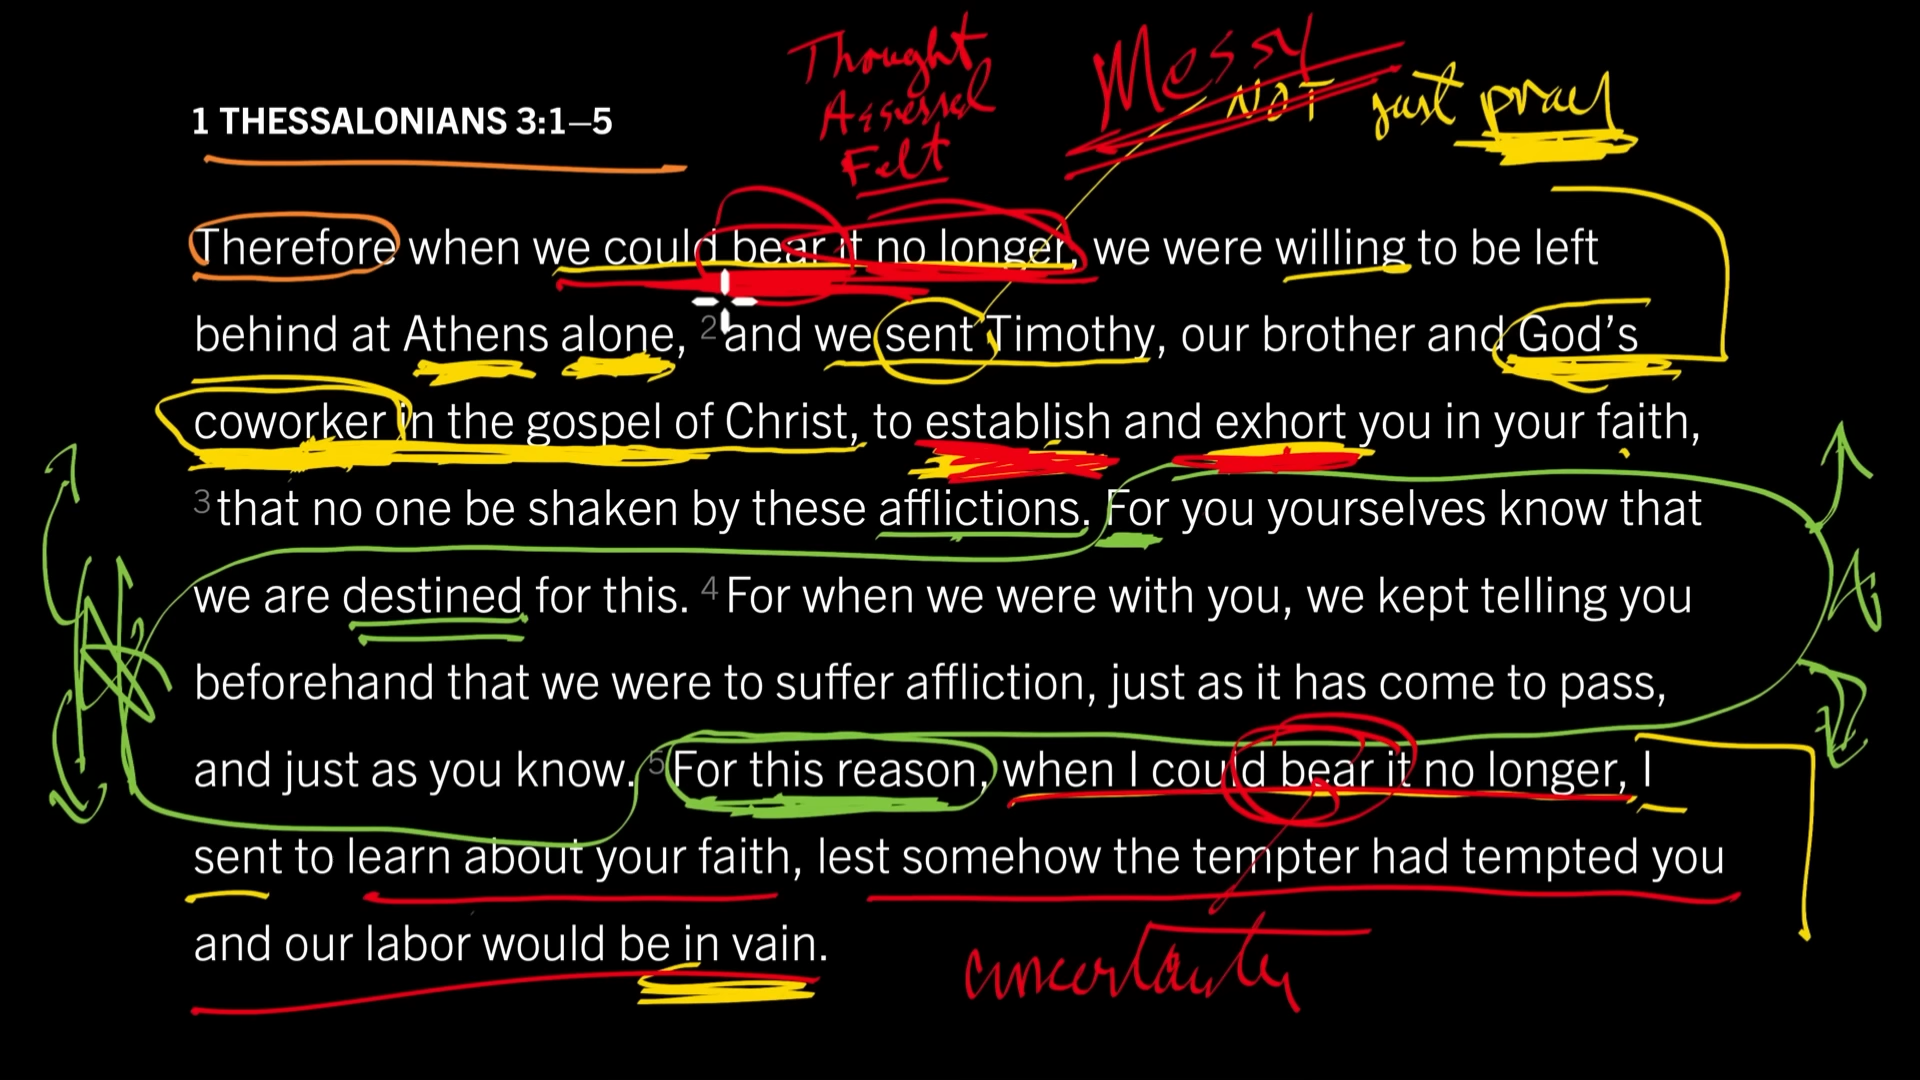 Thought
Messy
NOT just pray
Assessed
1 THESSALONIANS 3:1–5
Felt
Therefore when we could bear it no longer, we were willing to be left
behind at Athens alone, 2 and we sent Timothy, our brother and God’s
coworker in the gospel of Christ, to establish and exhort you in your faith,
3 that no one be shaken by these afflictions. For you yourselves know that
we are destined for this. 4 For when we were with you, we kept telling you
beforehand that we were to suffer affliction, just as it has come to pass,
and just as you know. 5 For this reason, when I could bear it no longer, I
sent to learn about your faith, lest somehow the tempter had tempted you
and our labor would be in vain.
uncertainty